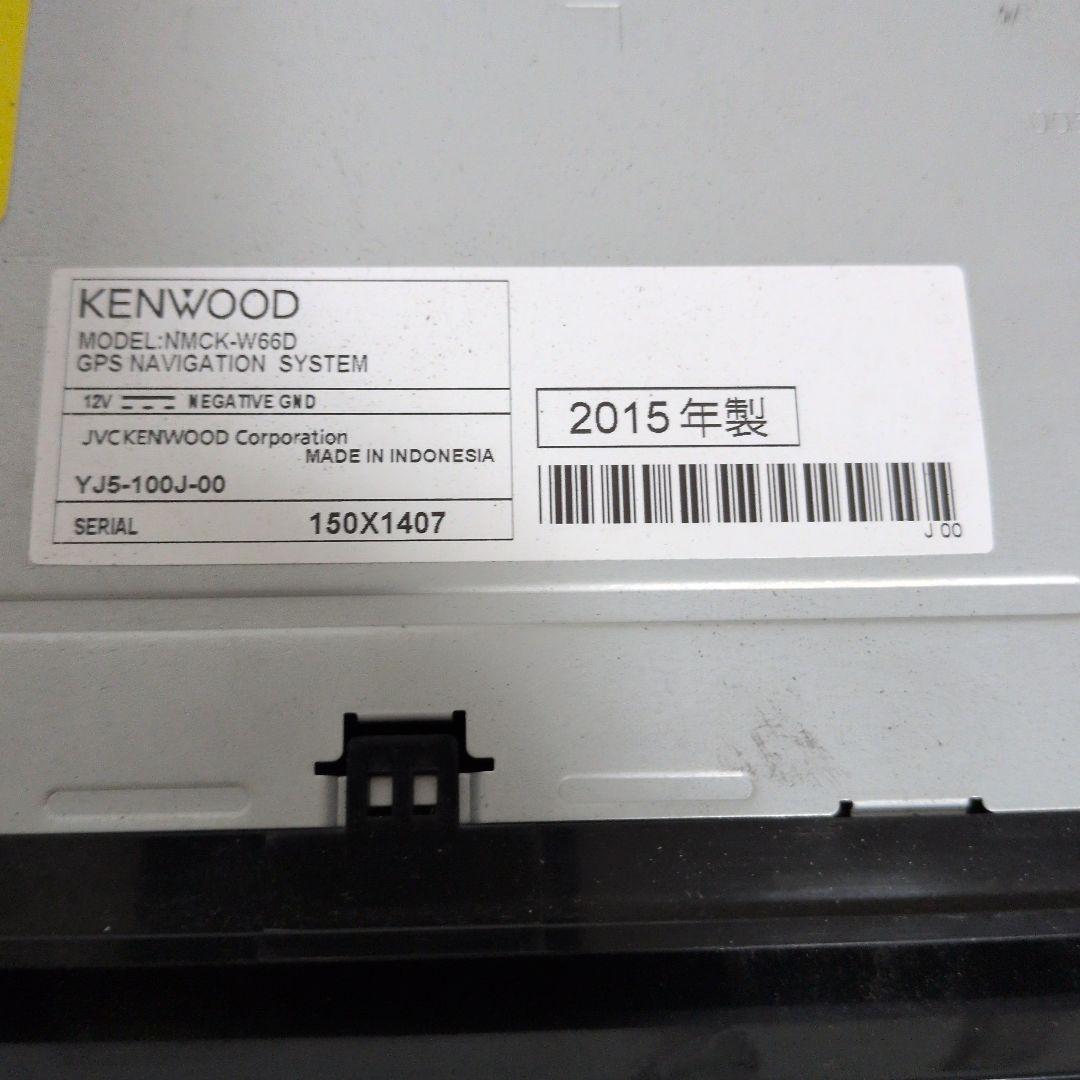 KENWOOD
MODEL:NMCK-W66D
GPS NAVIGATION SYSTEM
12V NEGATIVE GND
JVCKENWOOD Corporation
MADE IN INDONESIA
YJ5-100J-00
SERIAL 150X1407
2015年製
J 00